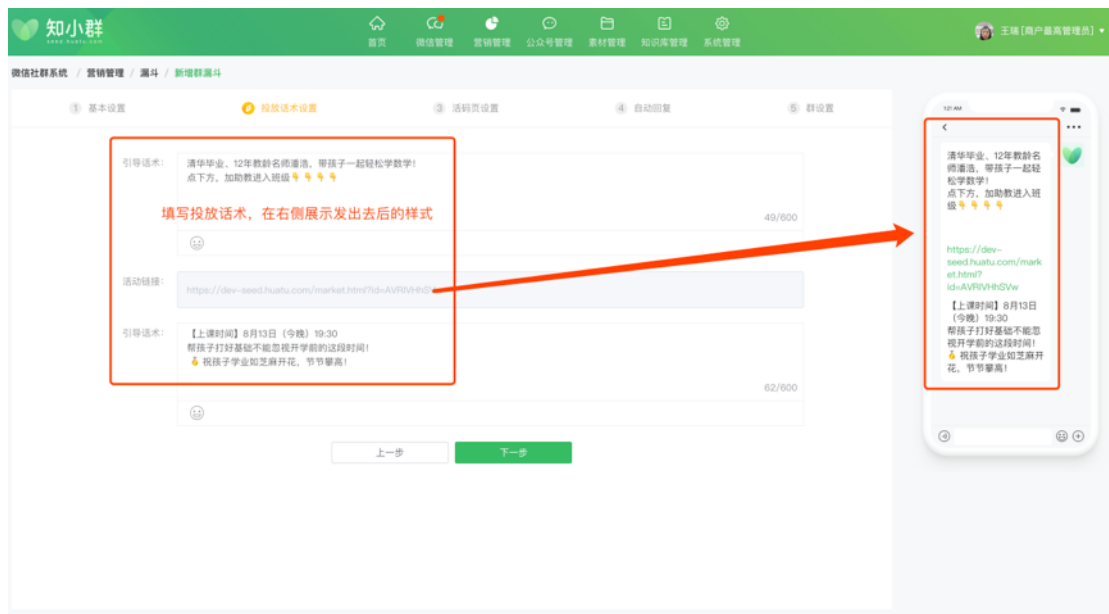 知小群
seed.huatu.com
首页
微信管理
营销管理
公众号管理
素材管理
知识库管理
系统管理
王瑞[商户最高管理员]
微信社群系统 / 营销管理 / 漏斗 / 新增群漏斗
1 基本设置
2 投放话术设置
3 活码页设置
4 自动回复
5 群设置
引导话术：
清华毕业、12年教龄名师潘浩，带孩子一起轻松学数学！
点下方，加助教进入班级👇👇👇👇
填写投放话术，在右侧展示发出去后的样式
49/600
活动链接：
https://dev-seed.huatu.com/market.html?id=AVRIVHhSVw
引导话术：
【上课时间】8月13日（今晚）19:30
帮孩子打好基础不能忽视开学前的这段时间！
祝孩子学业如芝麻开花，节节攀高！
62/600
上一步
下一步
1:21 AM
清华毕业、12年教龄名
师潘浩，带孩子一起轻
松学数学！
点下方，加助教进入班
级👇👇👇👇
https://dev-
seed.huatu.com/mark
et.html?
id=AVRIVHhSVw
【上课时间】8月13日
（今晚）19:30
帮孩子打好基础不能忽
视开学前的这段时间！
祝孩子学业如芝麻开
花，节节攀高！